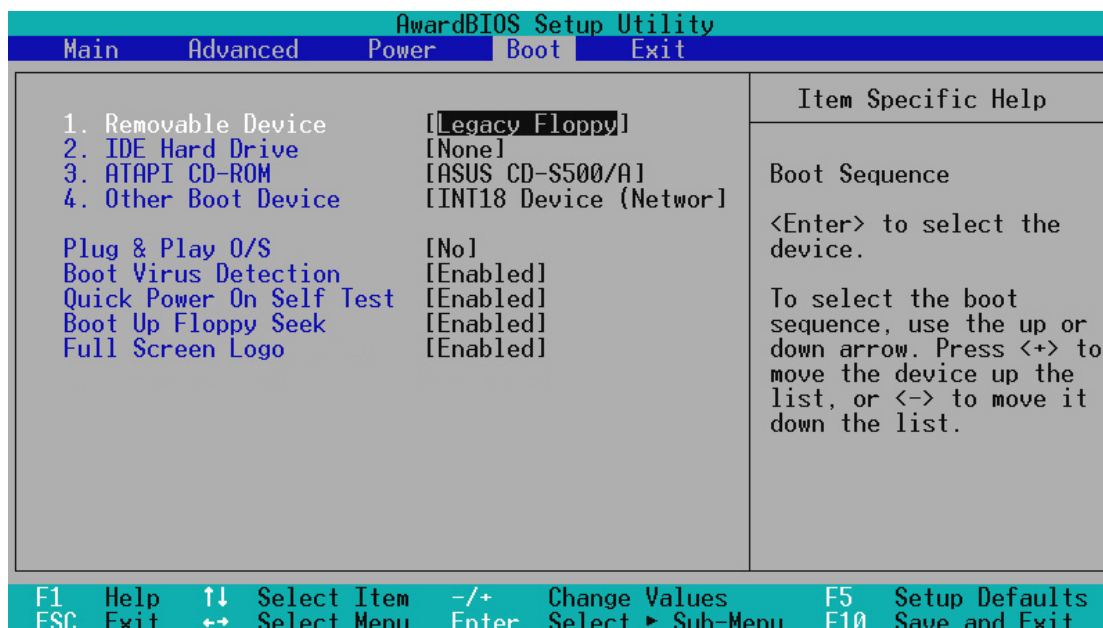 AwardBIOS Setup Utility
Main Advanced Power Boot Exit
1. Removable Device [Legacy Floppy]
2. IDE Hard Drive [None]
3. ATAPI CD-ROM [ASUS CD-S500/A]
4. Other Boot Device [INT18 Device (Networ]
Plug & Play O/S [No]
Boot Virus Detection [Enabled]
Quick Power On Self Test [Enabled]
Boot Up Floppy Seek [Enabled]
Full Screen Logo [Enabled]
Item Specific Help
Boot Sequence
<Enter> to select the
device.
To select the boot
sequence, use the up or
down arrow. Press <+> to
move the device up the
list, or <-> to move it
down the list.
F1 Help ↑↓ Select Item -/+ Change Values F5 Setup Defaults
ESC Exit ←→ Select Menu Enter Select ► Sub-Menu F10 Save and Exit